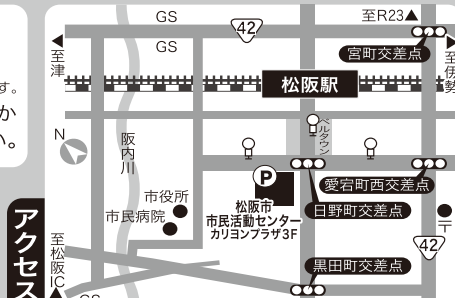 GS
42
至R23▲
GS
宮町交差点
◀至津
至伊勢
松阪駅
す。
か
い。
N
阪内川
ベルタウン
P
愛宕町西交差点
市役所
市民病院
松阪市
市民活動センター
カリヨンプラザ3F
日野町交差点
〒
アクセス
至松阪IC▲
42
黒田町交差点
GS